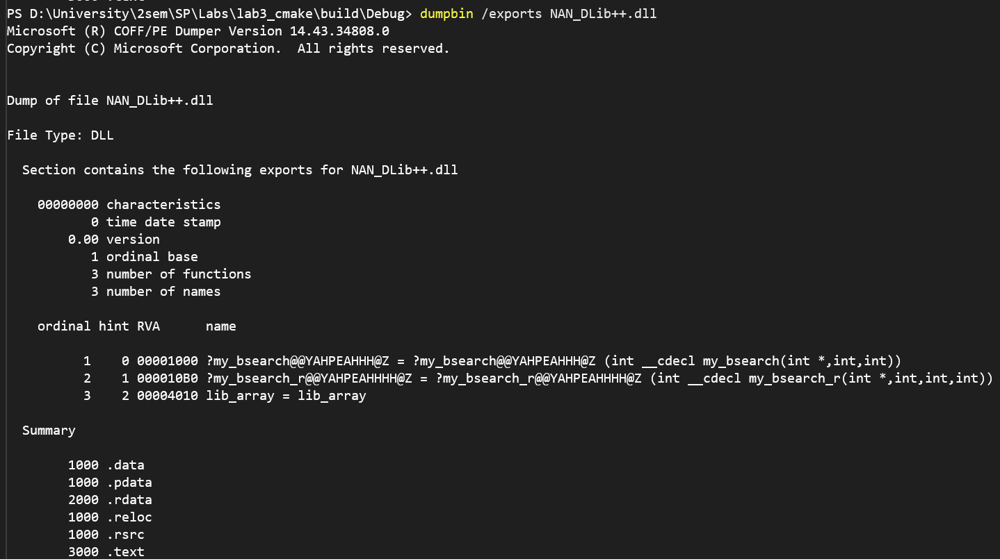 PS D:\University\2sem\SP\Labs\lab3_cmake\build\Debug> dumpbin /exports NAN_DLib++.dll
Microsoft (R) COFF/PE Dumper Version 14.43.34808.0
Copyright (C) Microsoft Corporation.  All rights reserved.


Dump of file NAN_DLib++.dll

File Type: DLL

  Section contains the following exports for NAN_DLib++.dll

    00000000 characteristics
           0 time date stamp
        0.00 version
           1 ordinal base
           3 number of functions
           3 number of names

    ordinal hint RVA      name

          1    0 00001000 ?my_bsearch@@YAHPEAHHH@Z = ?my_bsearch@@YAHPEAHHH@Z (int __cdecl my_bsearch(int *,int,int))
          2    1 000010B0 ?my_bsearch_r@@YAHPEAHHHH@Z = ?my_bsearch_r@@YAHPEAHHHH@Z (int __cdecl my_bsearch_r(int *,int,int,int))
          3    2 00004010 lib_array = lib_array

  Summary

        1000 .data
        1000 .pdata
        2000 .rdata
        1000 .reloc
        1000 .rsrc
        3000 .text